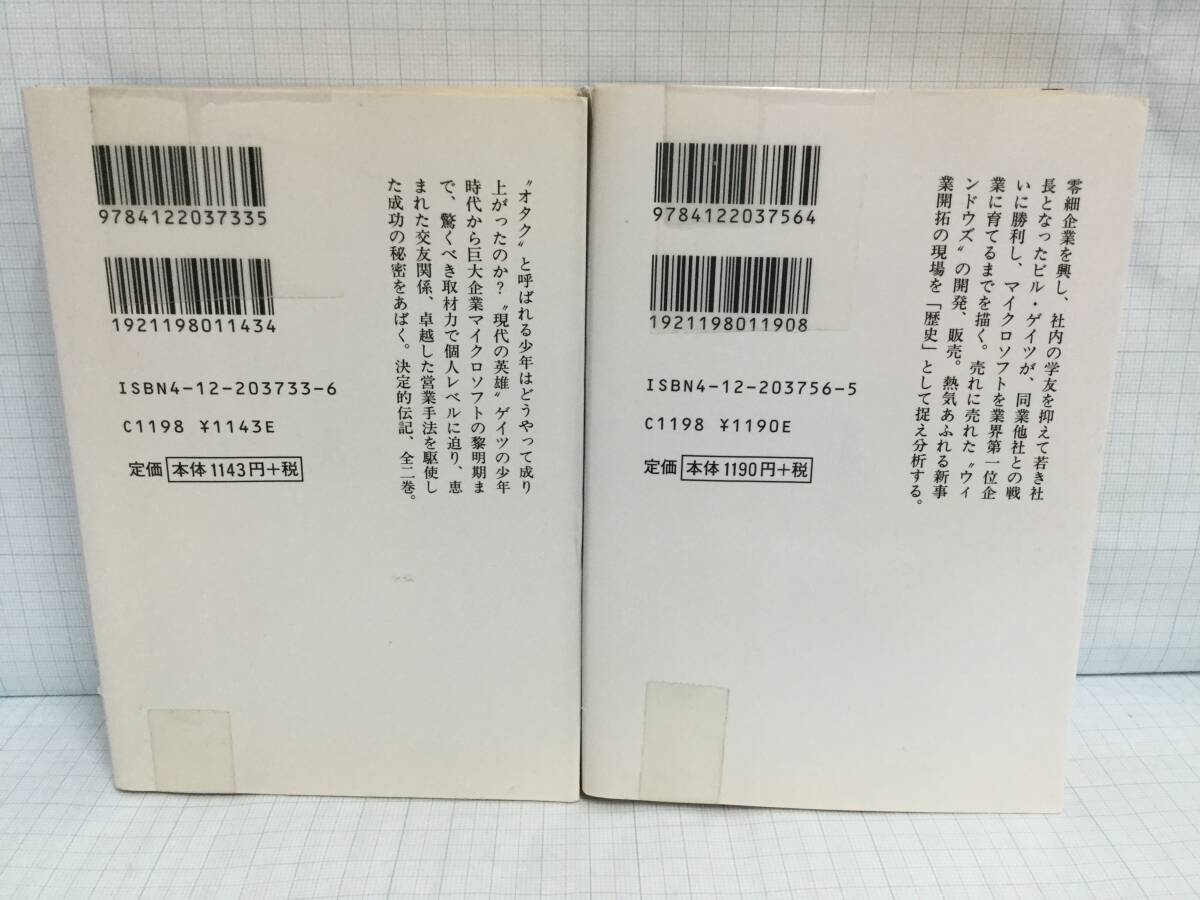 9784122037335
1921198011434
ISBN4-12-203733-6
C1198 ¥1143E
定価 本体1143円+税
〝オタク〟と呼ばれる少年はどうやって成り
上がったのか?〝現代の英雄〟ゲイツの少年
時代から巨大企業マイクロソフトの黎明期ま
で、驚くべき取材力で個人レベルに迫り、恵
まれた交友関係、卓越した営業手法を駆使し
た成功の秘密をあばく。決定的伝記、全二巻。
9784122037564
1921198011908
ISBN4-12-203756-5
C1198 ¥1190E
定価 本体1190円+税
零細企業を興し、社内の学友を抑えて若き社
長となったビル・ゲイツが、同業他社との戦
いに勝利し、マイクロソフトを業界第一位企
業に育てるまでを描く。売れに売れた〝ウイ
ンドウズ〟の開発、販売。熱気あふれる新事
業開拓の現場を「歴史」として捉え分析する。